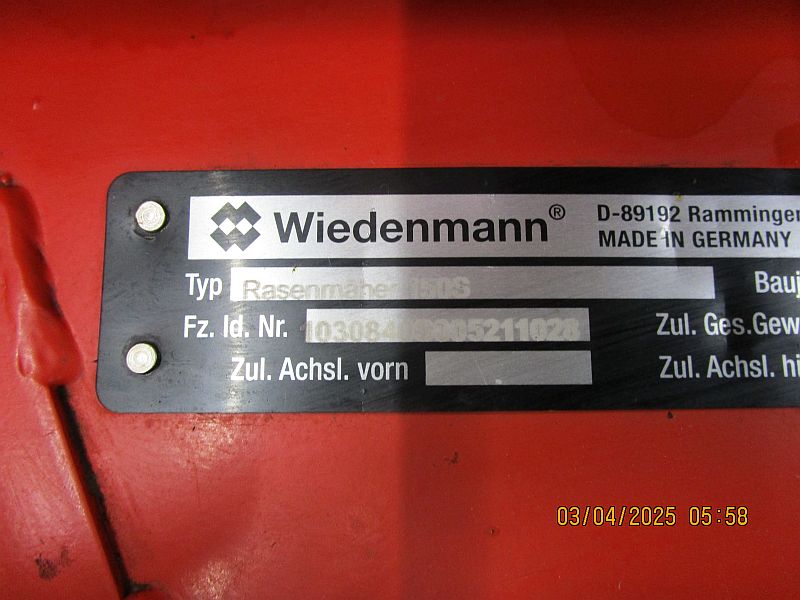 Wiedenmann®
D-89192 Rammingen
MADE IN GERMANY
Typ Rasenmäher 150S
Bauj
Fz. Id. Nr.
Zul. Ges.Gew
Zul. Achsl. vorn
Zul. Achsl. hi
03/04/2025 05:58